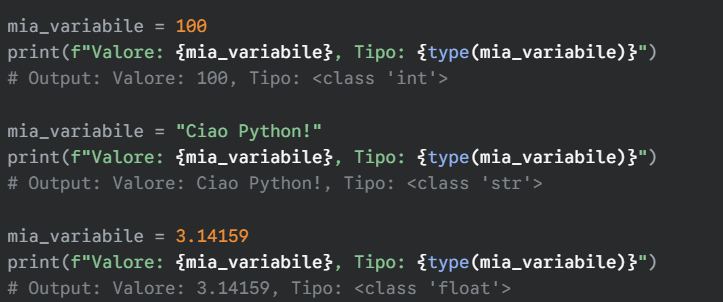 mia_variabile = 100
print(f"Valore: {mia_variabile}, Tipo: {type(mia_variabile)}")
# Output: Valore: 100, Tipo: <class 'int'>
mia_variabile = "Ciao Python!"
print(f"Valore: {mia_variabile}, Tipo: {type(mia_variabile)}")
# Output: Valore: Ciao Python!, Tipo: <class 'str'>
mia_variabile = 3.14159
print(f"Valore: {mia_variabile}, Tipo: {type(mia_variabile)}")
# Output: Valore: 3.14159, Tipo: <class 'float'>